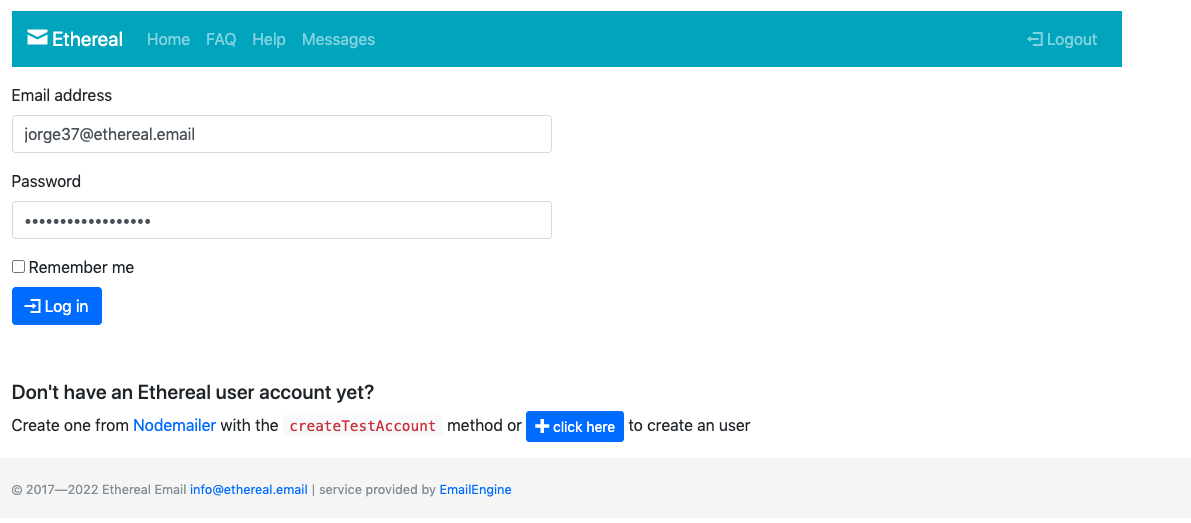 Ethereal Home FAQ Help Messages Logout
Email address
jorge37@ethereal.email
Password
••••••••••••••••••
Remember me
Log in
Don't have an Ethereal user account yet?
Create one from Nodemailer with the createTestAccount method or click here to create an user
© 2017—2022 Ethereal Email info@ethereal.email | service provided by EmailEngine